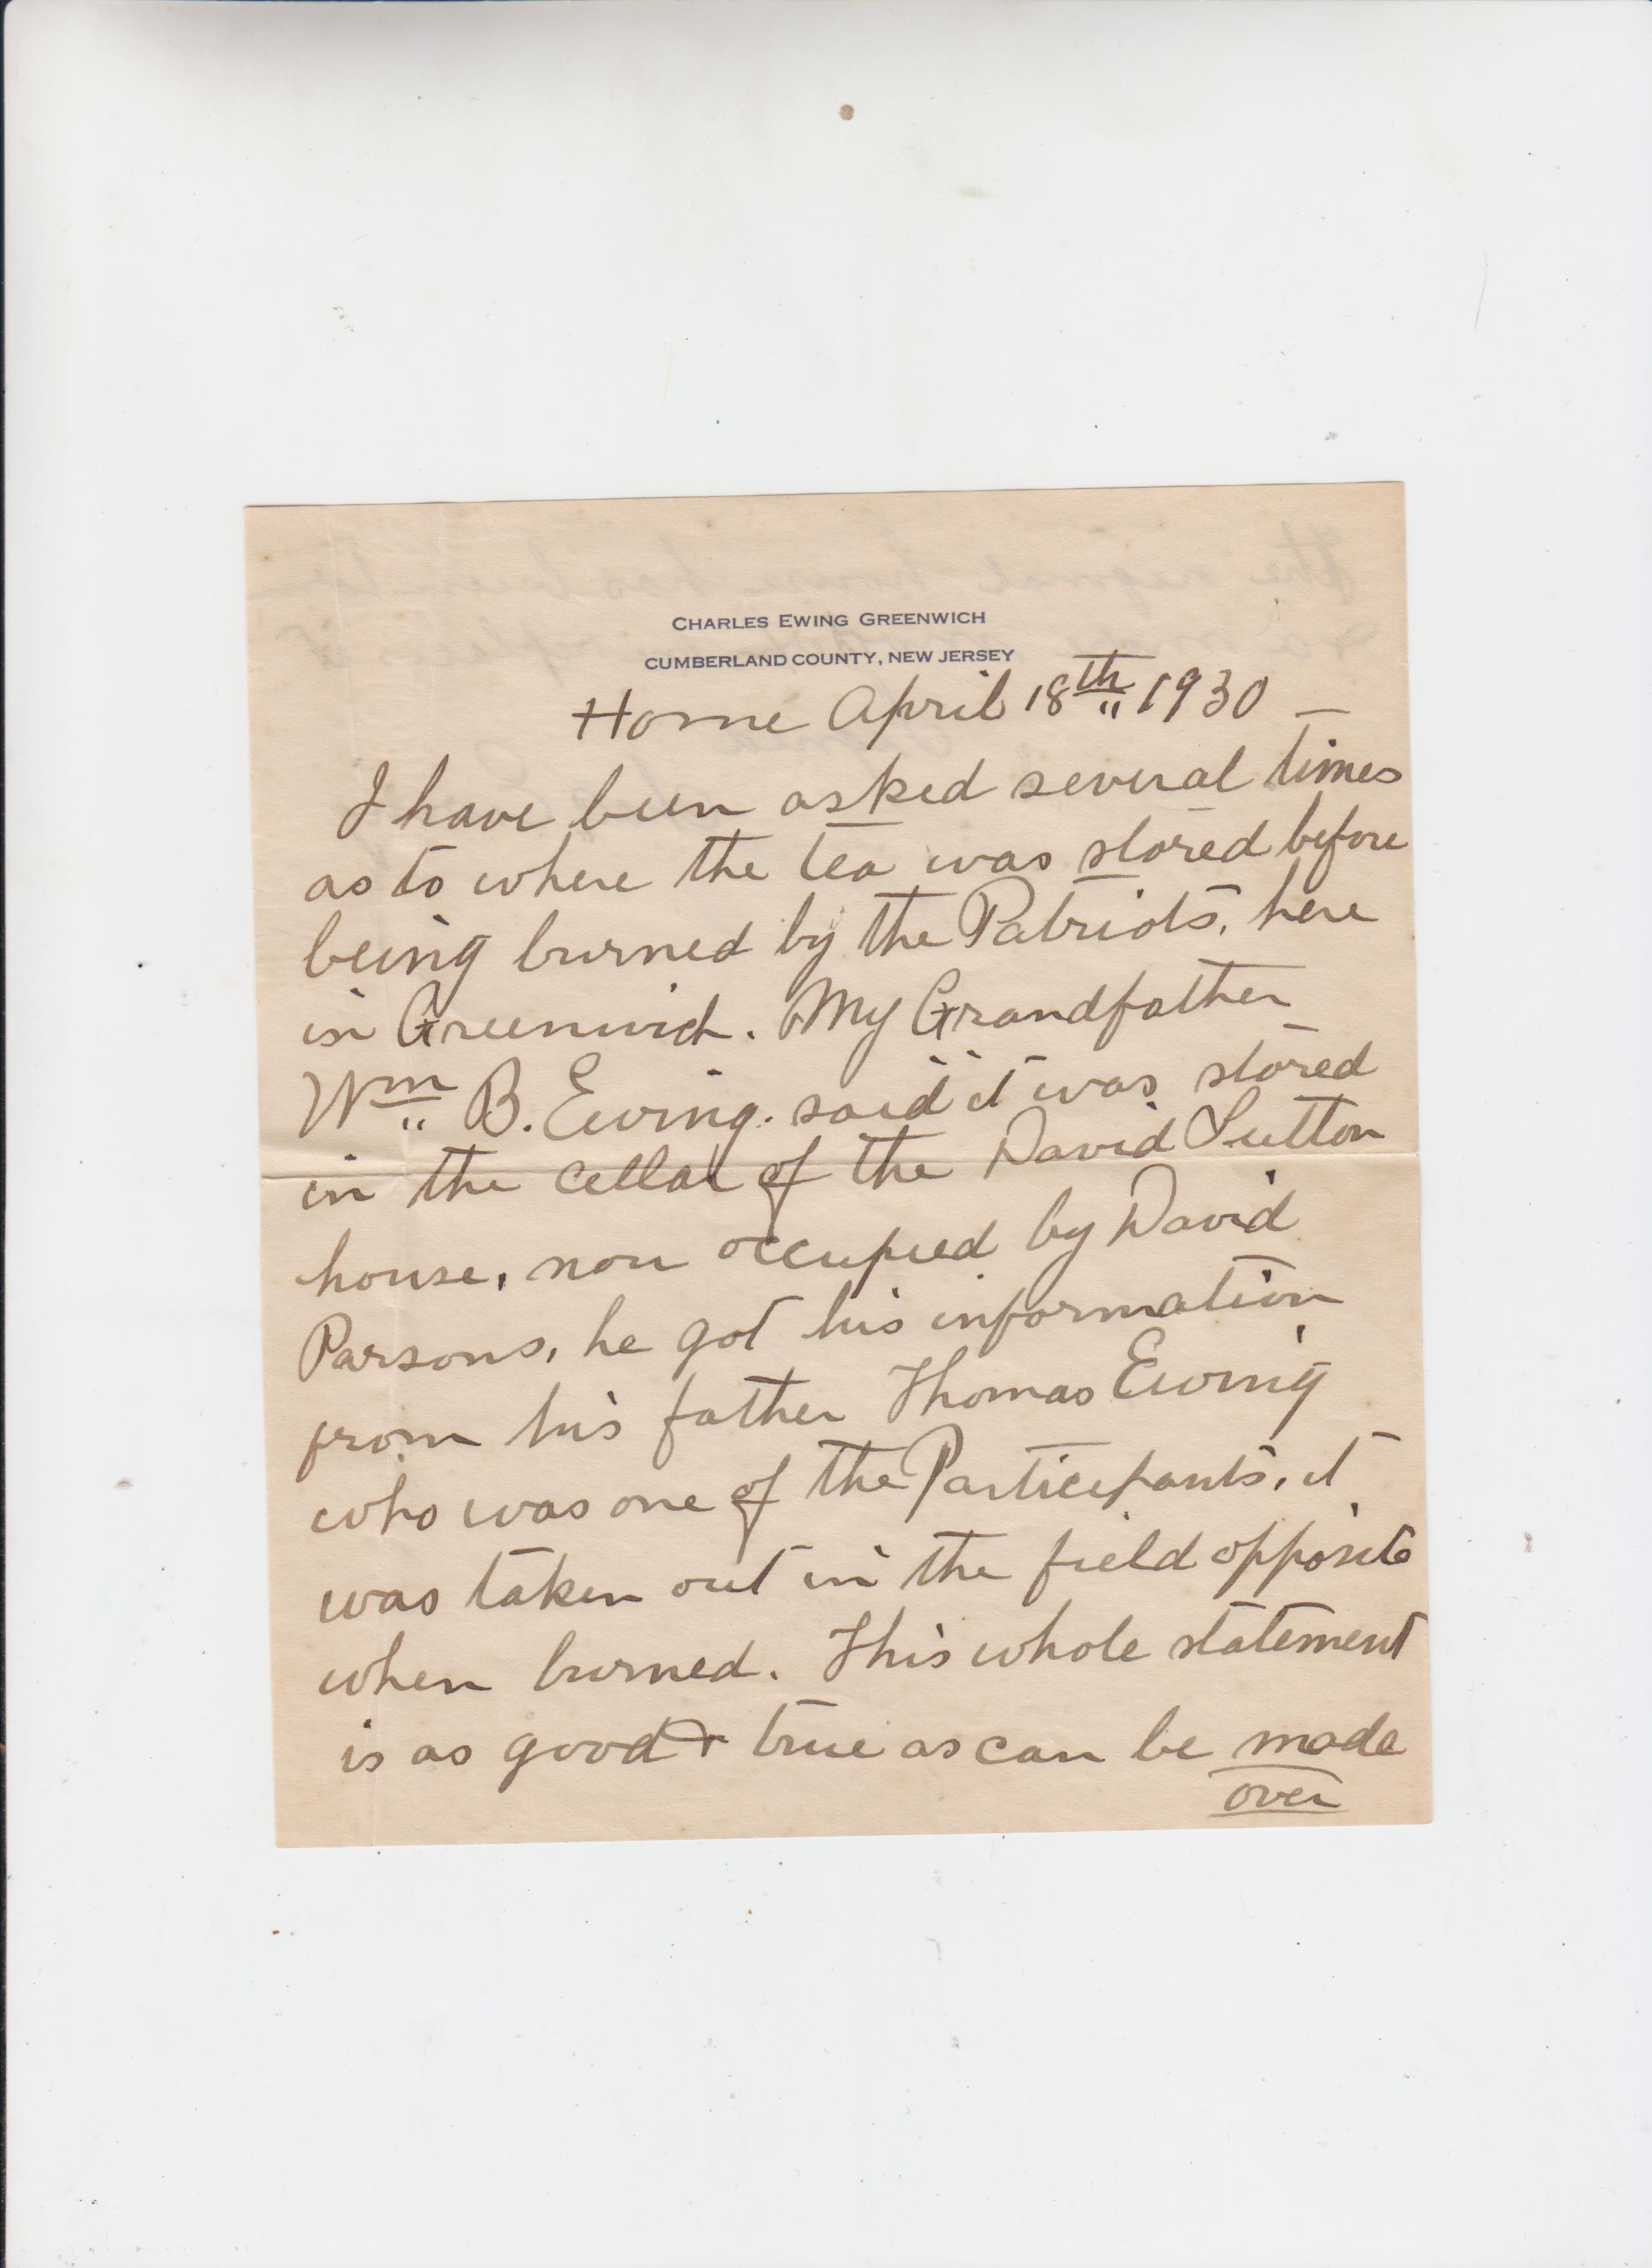 CHARLES EWING GREENWICH
CUMBERLAND COUNTY, NEW JERSEY
Home April 18th 1930
I have been asked several times
as to where the tea was stored before
being burned by the Patriots, here
in Greenwich. My Grandfather
Wm B. Ewing. said it was stored
in the cellar of the David Sutton
house, now occupied by David
Parsons, he got his information
from his father Thomas Ewing
who was one of the Participants, it
was taken out in the field opposite
when burned. This whole statement
is as good & true as can be made
over